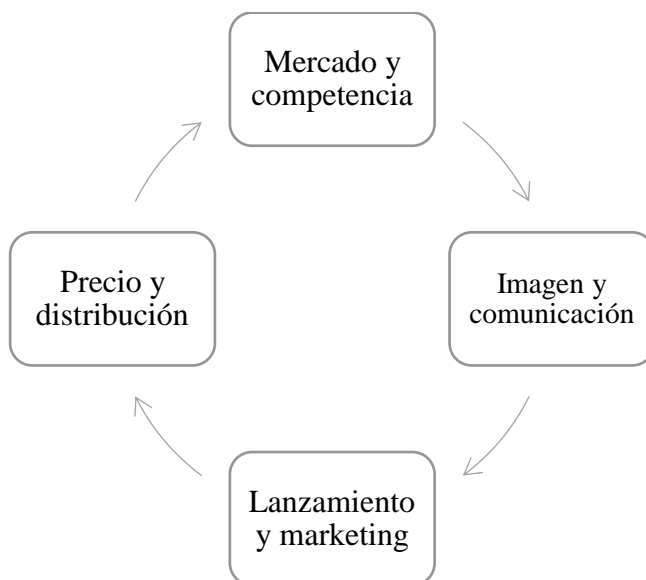 Mercado y
competencia
Imagen y
comunicación
Lanzamiento
y marketing
Precio y
distribución